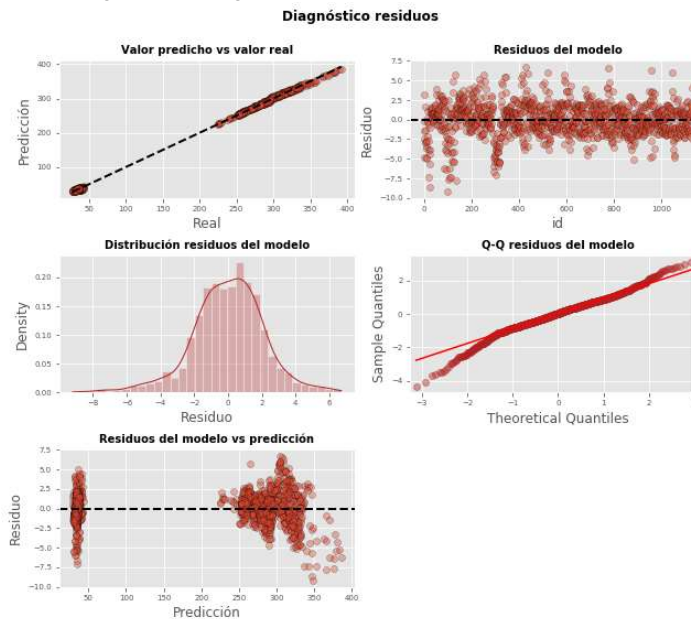 Diagnóstico residuos
Valor predicho vs valor real
400
300
200
100
Predicción
50 100 150 200 250 300 350 400
Real
Residuos del modelo
7.5
5.0
2.5
0.0
−2.5
−5.0
−7.5
−10.0
Residuo
0 200 400 600 800 1000
id
Distribución residuos del modelo
0.20
0.15
0.10
0.05
0.00
Density
−8 −6 −4 −2 0 2 4 6
Residuo
Q-Q residuos del modelo
2
0
−2
−4
Sample Quantiles
−3 −2 −1 0 1 2
Theoretical Quantiles
Residuos del modelo vs predicción
7.5
5.0
2.5
0.0
−2.5
−5.0
−7.5
−10.0
Residuo
50 100 150 200 250 300 350 400
Predicción